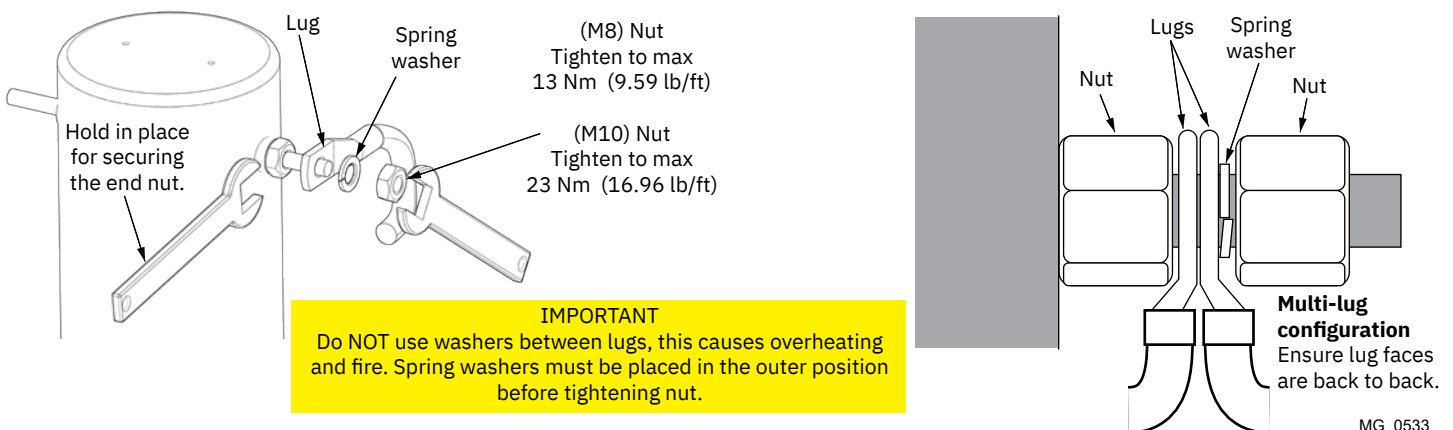 Lug
Spring
washer
(M8) Nut
Tighten to max
13 Nm  (9.59 lb/ft)
Hold in place
for securing
the end nut.
(M10) Nut
Tighten to max
23 Nm  (16.96 lb/ft)
IMPORTANT
Do NOT use washers between lugs, this causes overheating
and fire. Spring washers must be placed in the outer position
before tightening nut.
Lugs
Spring
washer
Nut
Nut
Multi-lug
configuration
Ensure lug faces
are back to back.
MG_0533